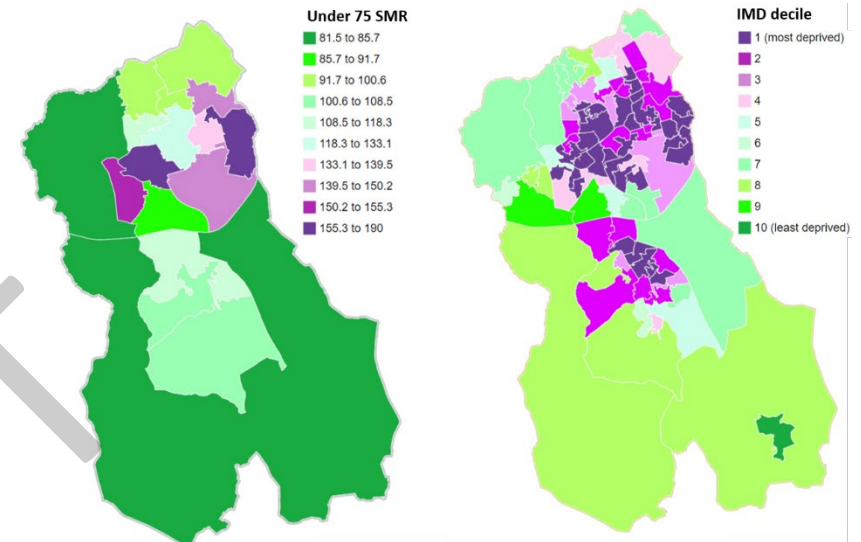 Under 75 SMR
81.5 to 85.7
85.7 to 91.7
91.7 to 100.6
100.6 to 108.5
108.5 to 118.3
118.3 to 133.1
133.1 to 139.5
139.5 to 150.2
150.2 to 155.3
155.3 to 190
IMD decile
1 (most deprived)
2
3
4
5
6
7
8
9
10 (least deprived)